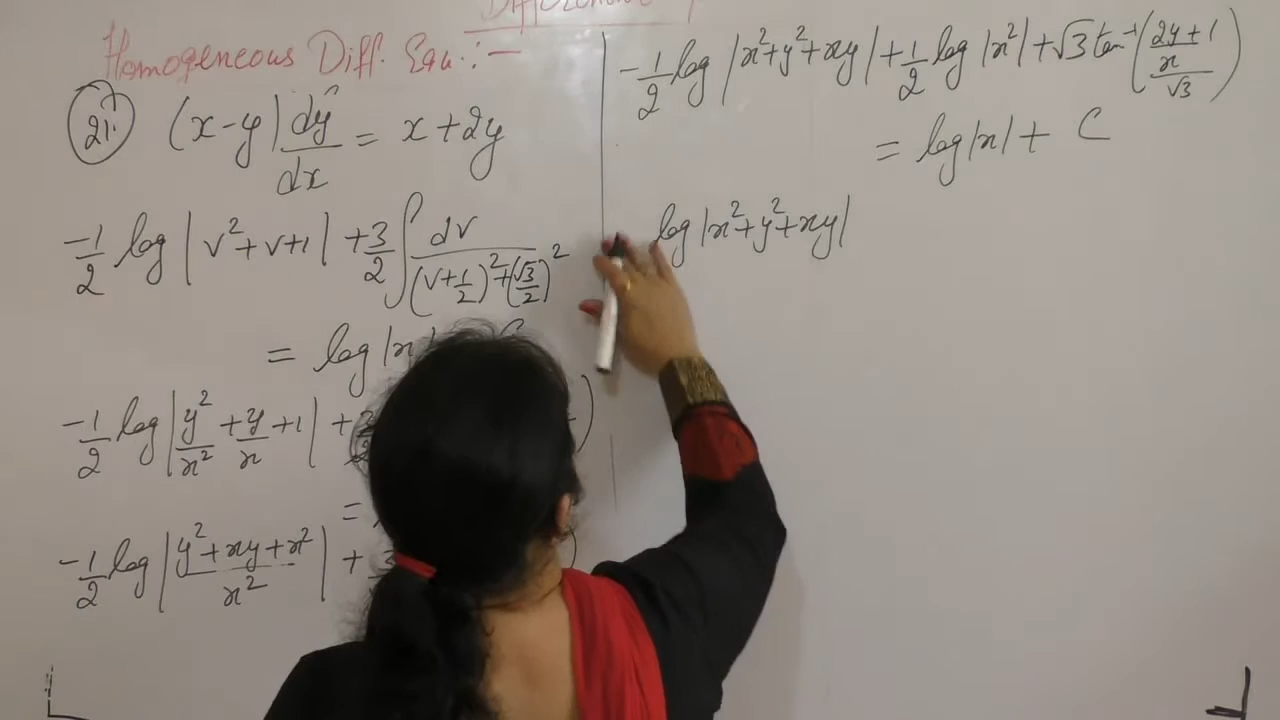 Homogeneous Diff. Equ. :-
21. (x-y) dy/dx = x+2y
-1/2 log |v²+v+1| + 3/2 ∫ dv/((v+1/2)²+(√3/2)²)
= log |x|
-1/2 log |y²/x² + y/x + 1| +
=
-1/2 log |(y²+xy+x²)/x²| + 3
-1/2 log |x²+y²+xy| + 1/2 log |x²| + √3 tan⁻¹ ((2y/x + 1)/√3)
= log |x| + C
log |x²+y²+xy|